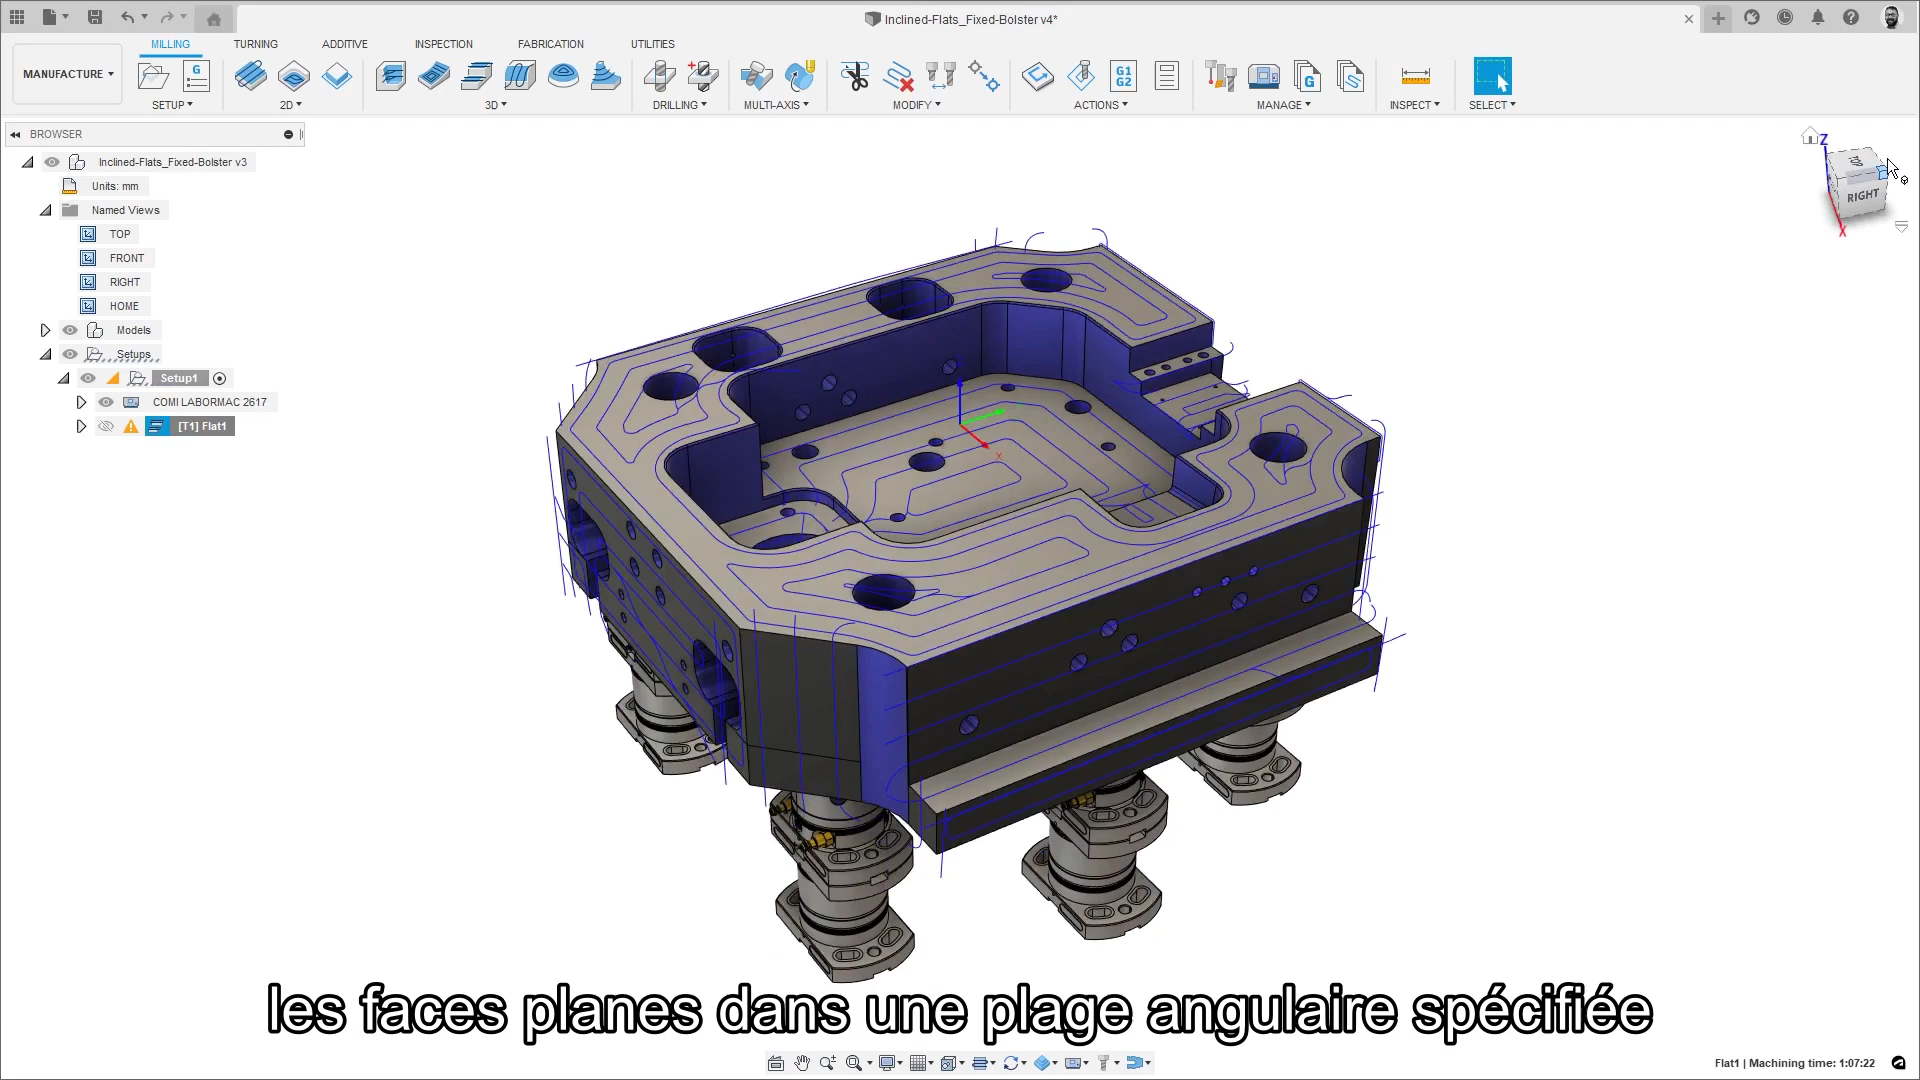 Inclined-Flats_Fixed-Bolster v4*
MILLING TURNING ADDITIVE INSPECTION FABRICATION UTILITIES
MANUFACTURE
G
G1
G2
G
SETUP 2D 3D DRILLING MULTI-AXIS MODIFY ACTIONS MANAGE INSPECT SELECT
BROWSER
Inclined-Flats_Fixed-Bolster v3
Units: mm
Named Views
TOP
FRONT
RIGHT
HOME
Models
Setups
Setup1
COMI LABORMAC 2617
[T1] Flat1
Z
TOP
RIGHT
X
X
les faces planes dans une plage angulaire spécifiée
Flat1 | Machining time: 1:07:22